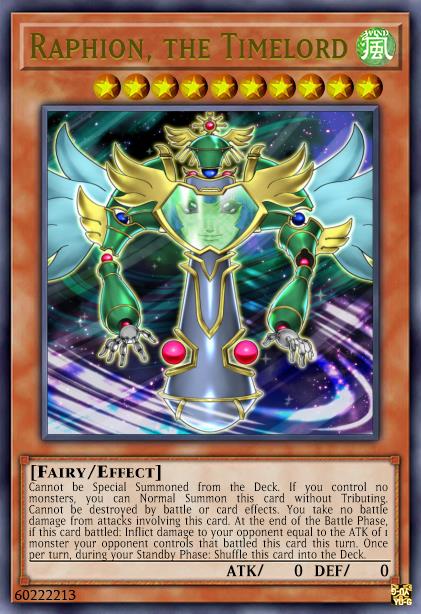 Raphion, the Timelord
WIND
風
[Fairy/Effect]
Cannot be Special Summoned from the Deck. If you control no
monsters, you can Normal Summon this card without Tributing.
Cannot be destroyed by battle or card effects. You take no battle
damage from attacks involving this card. At the end of the Battle Phase,
if this card battled: Inflict damage to your opponent equal to the ATK of 1
monster your opponent controls that battled this card this turn. Once
per turn, during your Standby Phase: Shuffle this card into the Deck.
ATK/ 0 DEF/ 0
60222213